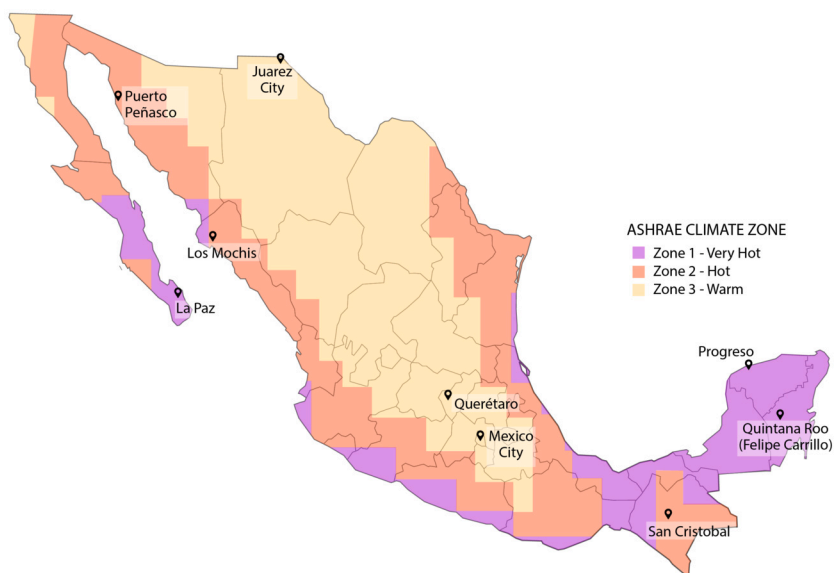 Juarez
City
Puerto
Peñasco
ASHRAE CLIMATE ZONE
Zone 1 - Very Hot
Zone 2 - Hot
Zone 3 - Warm
Los Mochis
La Paz
Progreso
Querétaro
Quintana Roo
(Felipe Carrillo)
Mexico
City
San Cristobal